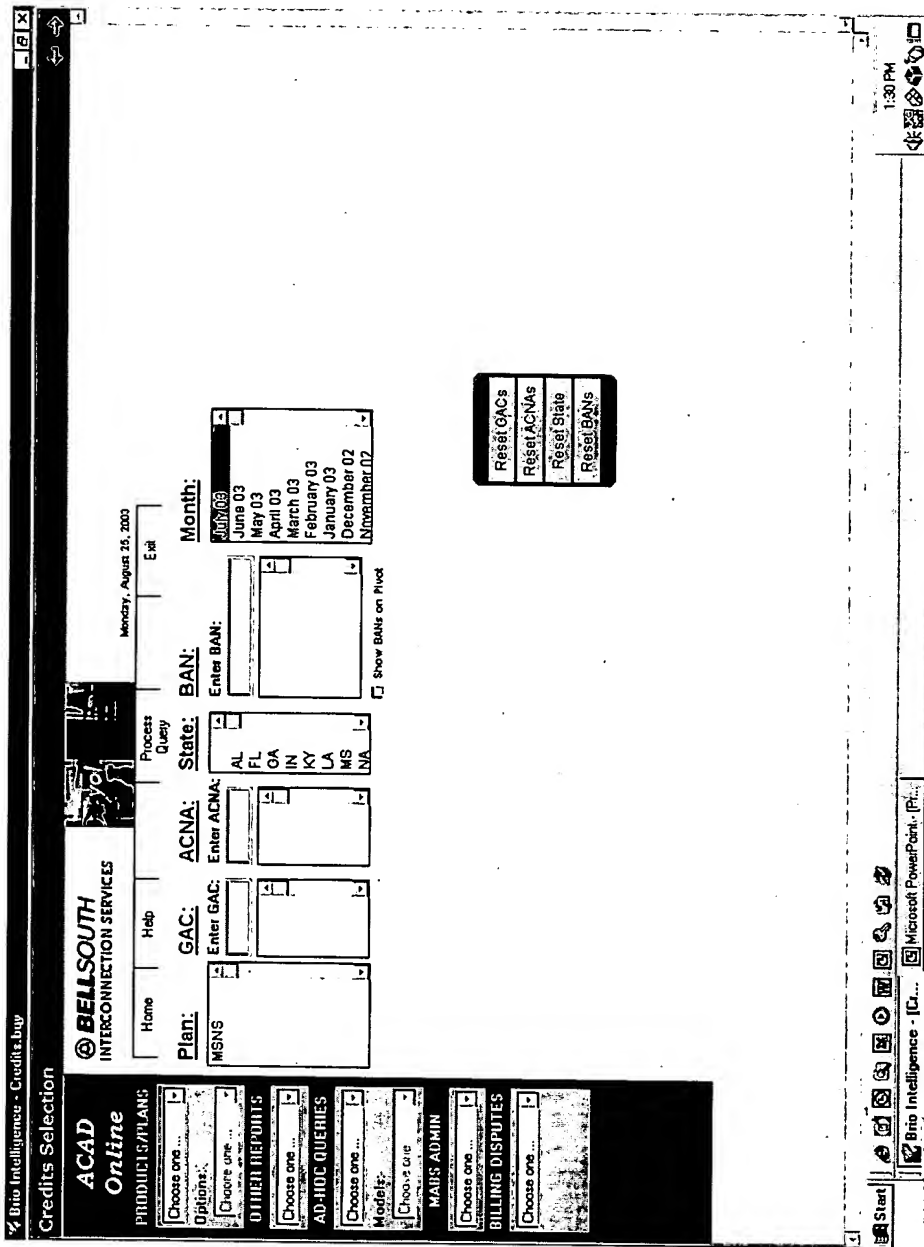 Brio Intelligence - Credits.bqy
Credits Selection
ACAD
Online
PRODUCTS/PLANS
Choose one...
Options:
Choose one...
OTHER REPORTS
Choose one...
AD-HOC QUERIES
Choose one...
Models:
Choose one
MABS ADMIN
Choose one...
BILLING DISPUTES
Choose one...
BELLSOUTH
INTERCONNECTION SERVICES
Monday, August 25, 2003
Home
Help
Process
Query
Exit
Plan:
MSNS
GAC:
Enter GAC:
ACNA:
Enter ACNA:
State:
AL
FL
GA
IN
KY
LA
MS
NA
BAN:
Enter BAN:
Show BANs on Pivot
Month:
July 03
June 03
May 03
April 03
March 03
February 03
January 03
December 02
November 02
Reset GACs
Reset ACNAs
Reset State
Reset BANs
Start
Brio Intelligence - [Cr...
Microsoft PowerPoint - [Pr...
1:30 PM